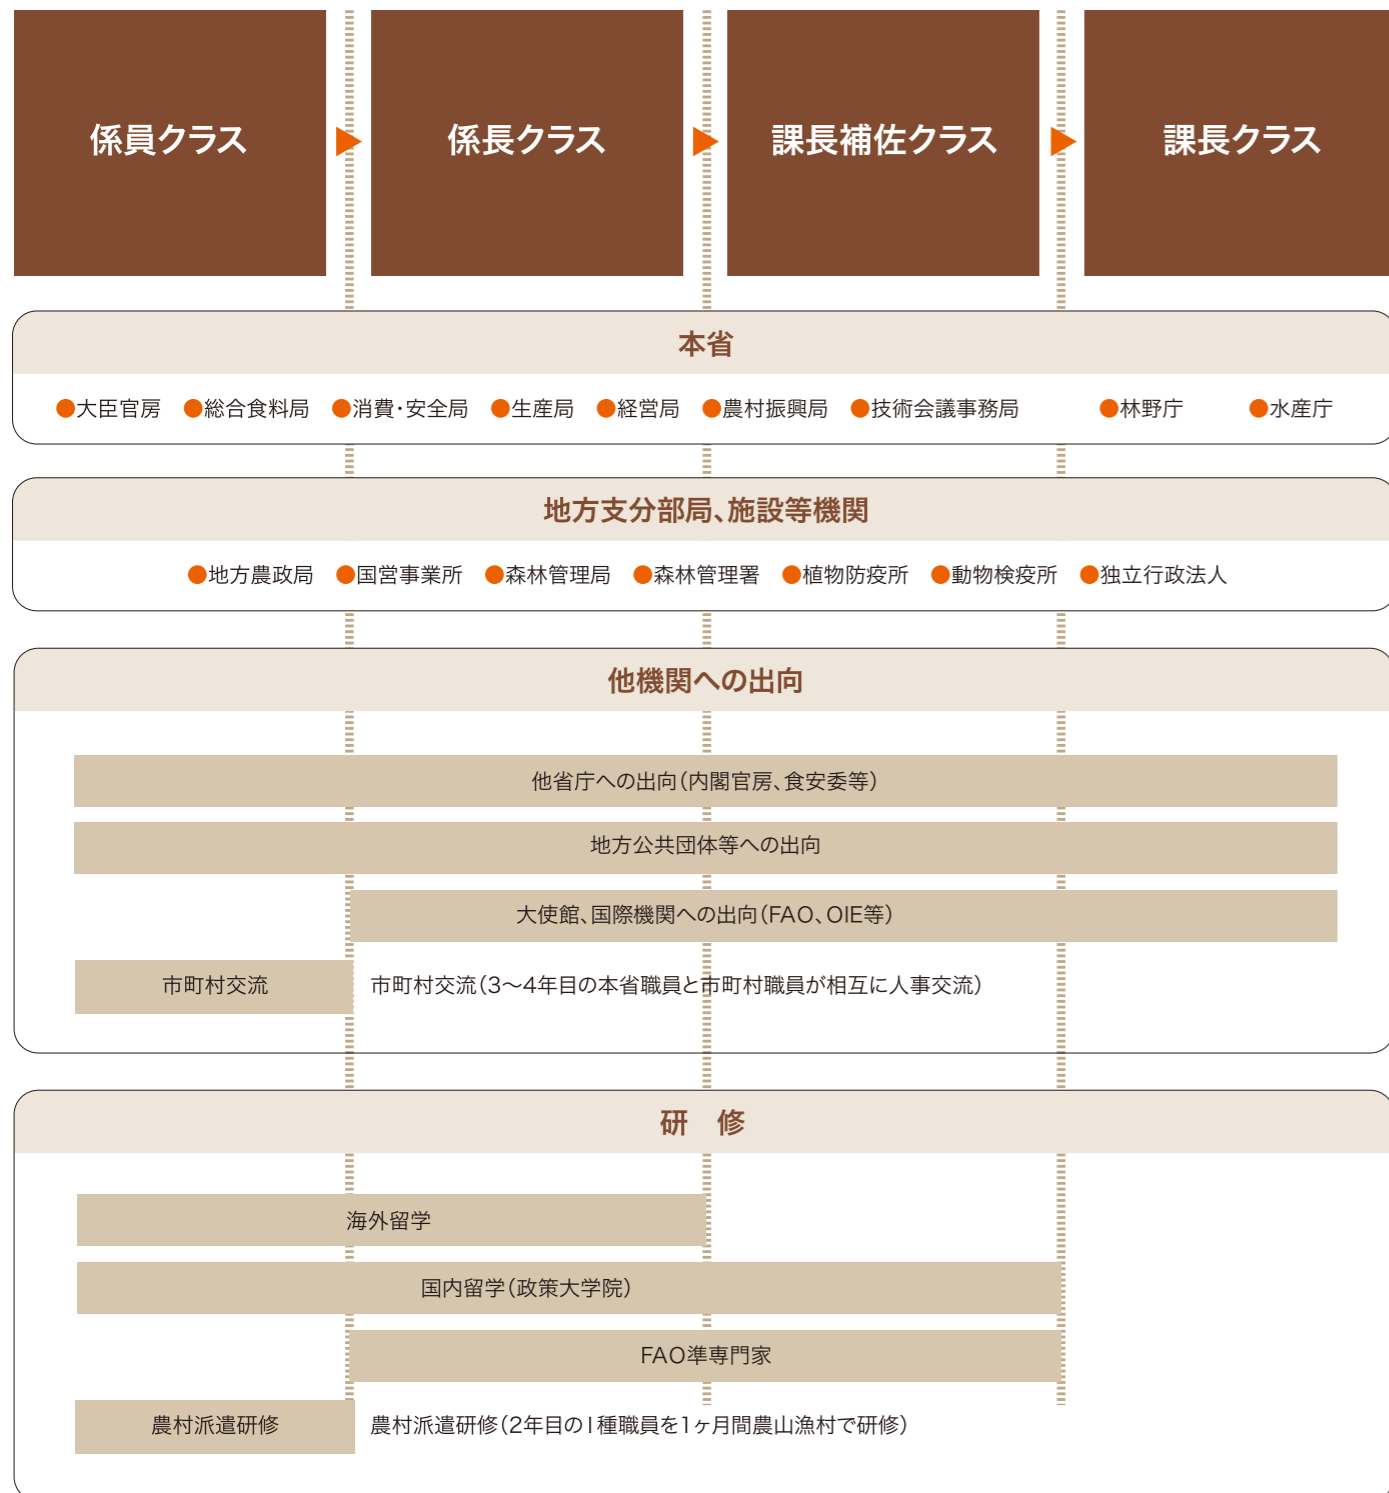 係員クラス
係長クラス
課長補佐クラス
課長クラス
本省
●大臣官房 ●総合食料局 ●消費・安全局 ●生産局 ●経営局 ●農村振興局 ●技術会議事務局 ●林野庁 ●水産庁
地方支分部局、施設等機関
●地方農政局 ●国営事業所 ●森林管理局 ●森林管理署 ●植物防疫所 ●動物検疫所 ●独立行政法人
他機関への出向
他省庁への出向(内閣官房、食安委等)
地方公共団体等への出向
大使館、国際機関への出向(FAO、OIE等)
市町村交流 市町村交流(3〜4年目の本省職員と市町村職員が相互に人事交流)
研 修
海外留学
国内留学(政策大学院)
FAO準専門家
農村派遣研修 農村派遣研修(2年目のI種職員を1ヶ月間農山漁村で研修)